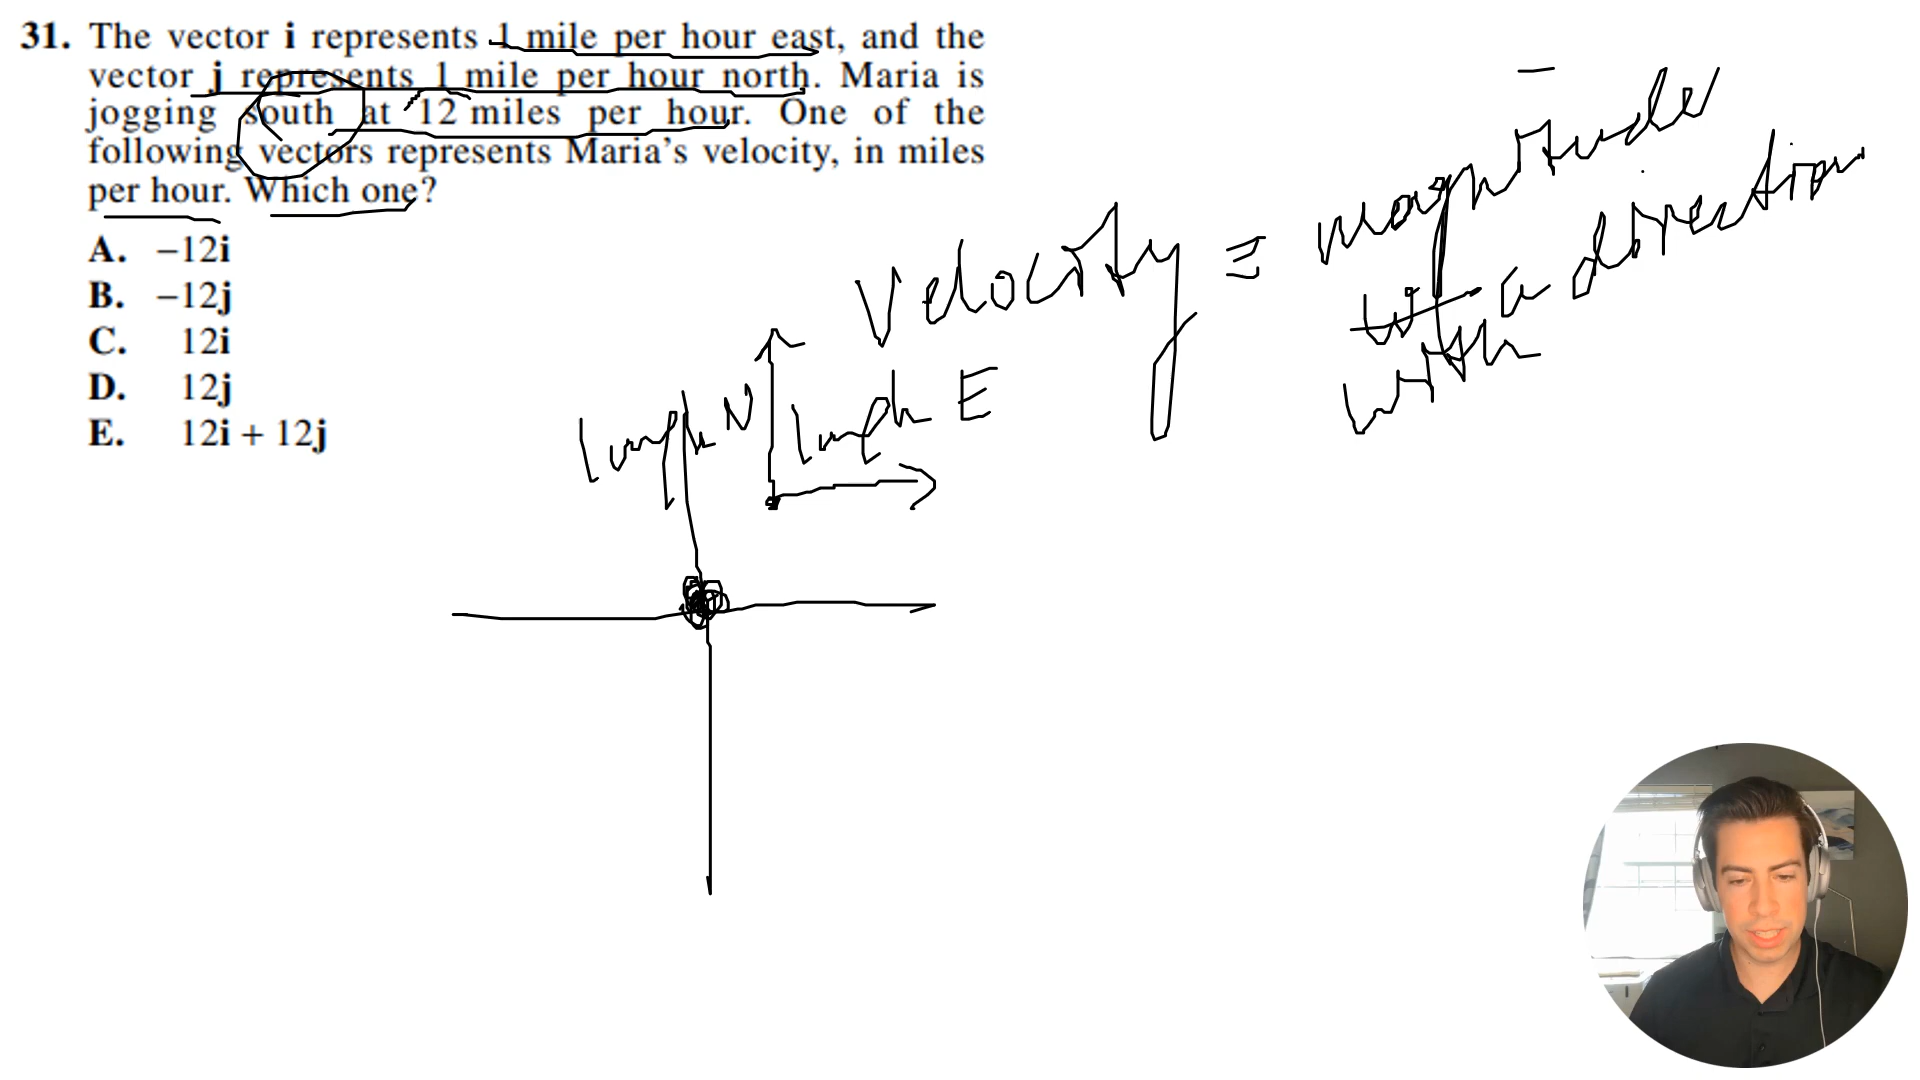 31. The vector i represents 1 mile per hour east, and the
vector j represents 1 mile per hour north. Maria is
jogging south at 12 miles per hour. One of the
following vectors represents Maria's velocity, in miles
per hour. Which one?
A. −12i
B. −12j
C. 12i
D. 12j
E. 12i + 12j
Velocity = magnitude
with a direction
1mph N
1mph E